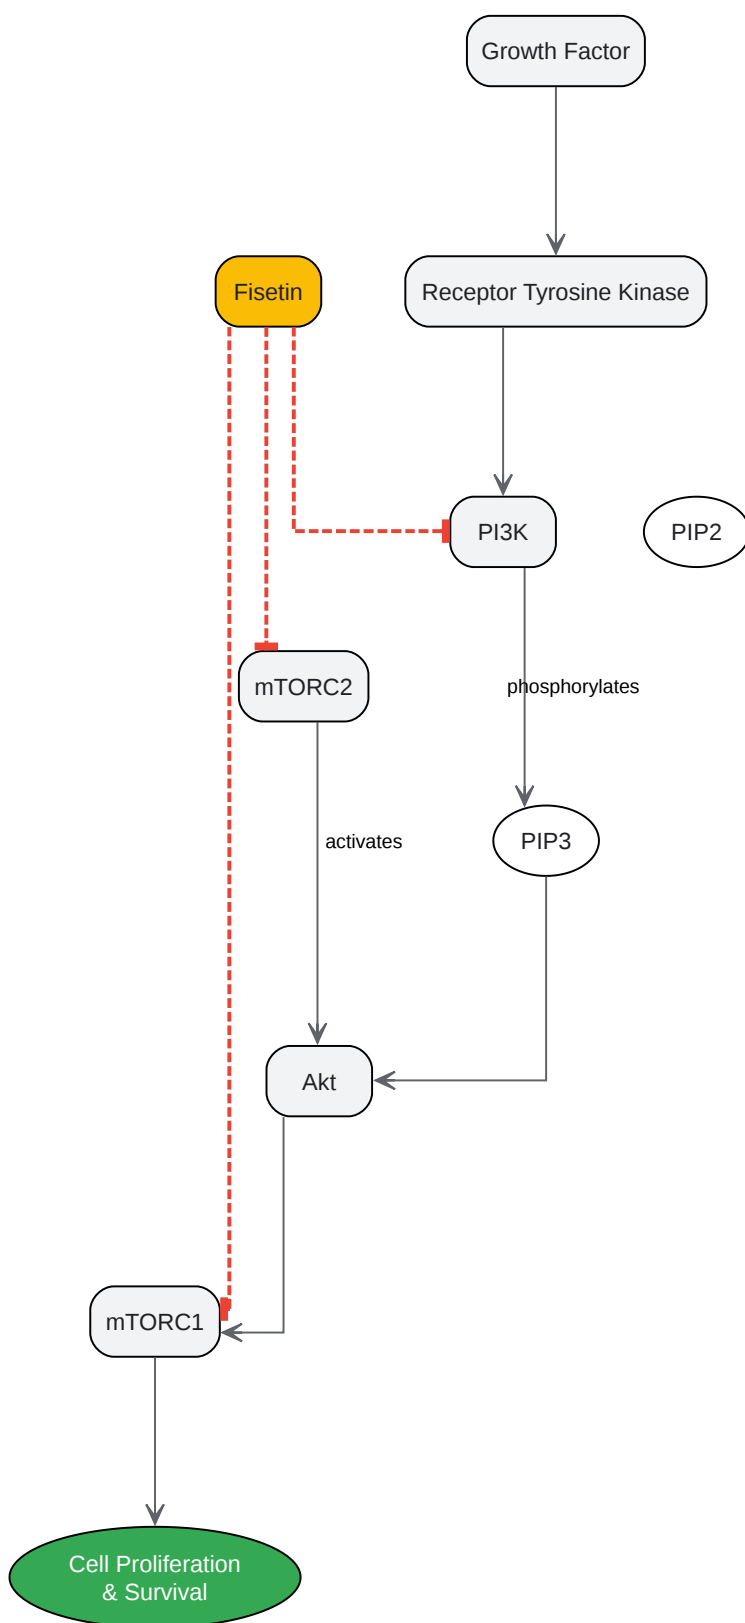 Growth Factor
Fisetin
Receptor Tyrosine Kinase
PI3K
PIP2
mTORC2
phosphorylates
activates
PIP3
Akt
mTORC1
Cell Proliferation
& Survival